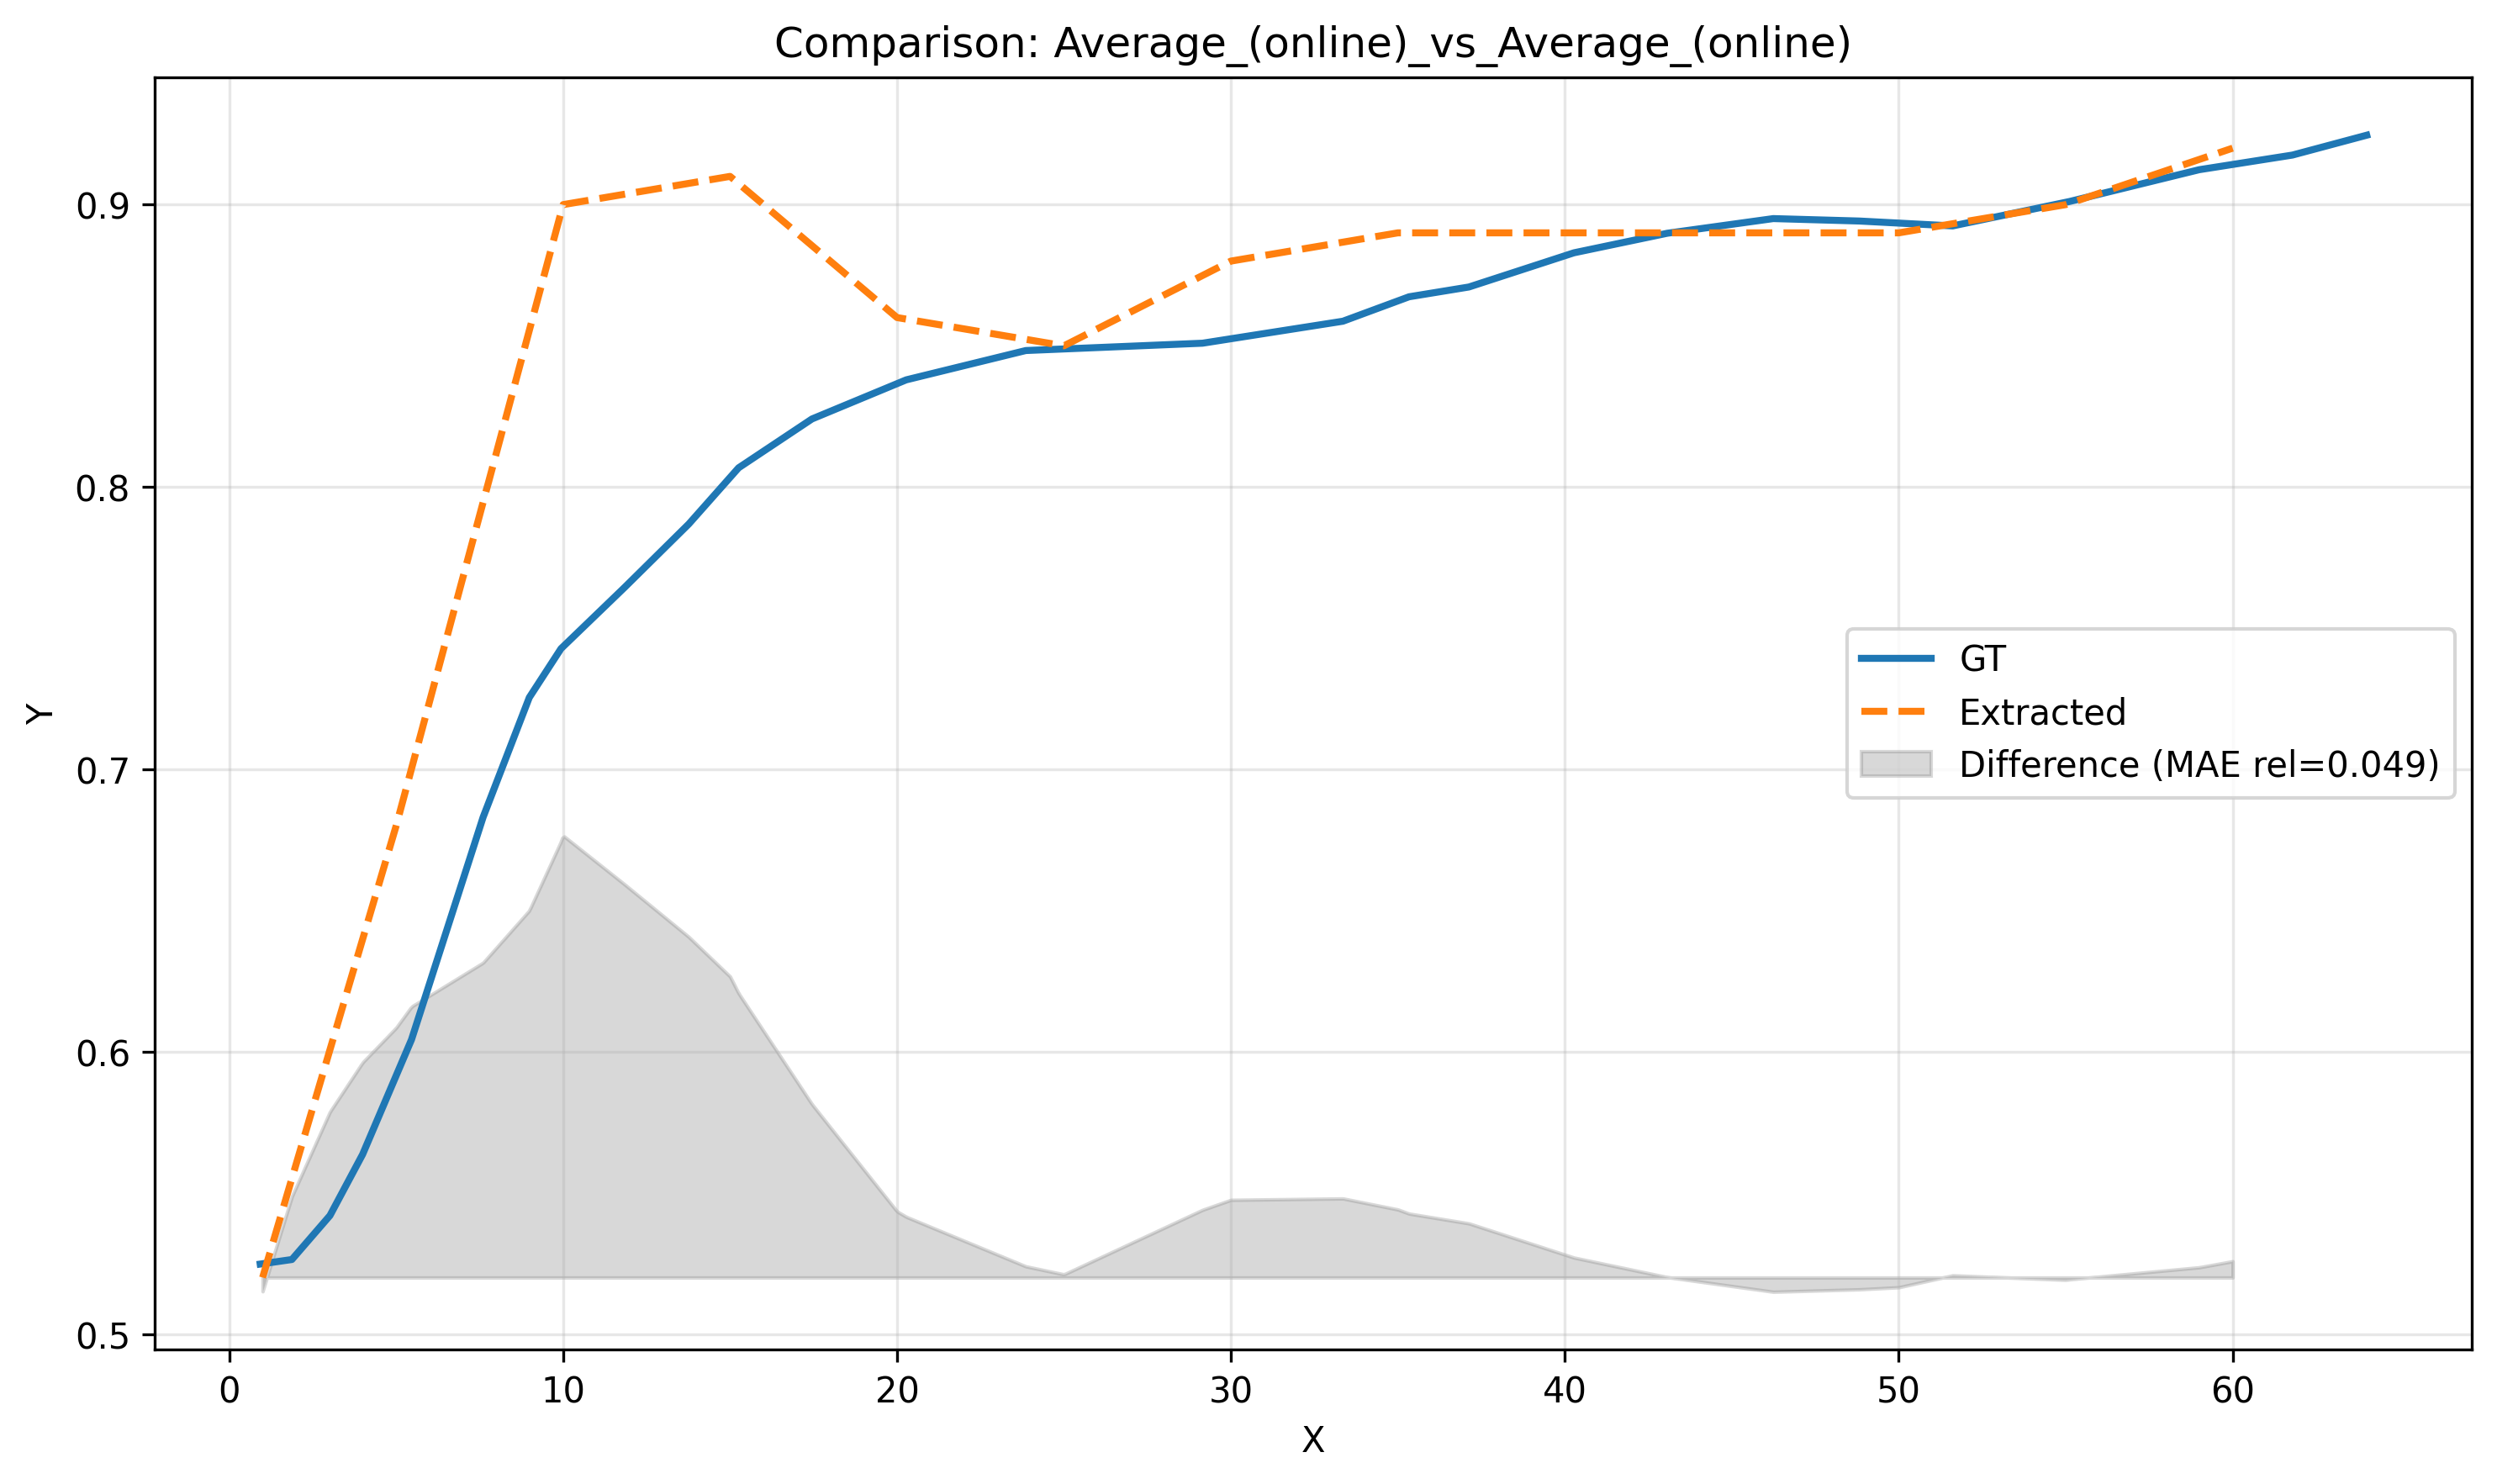 Comparison: Average_(online)_vs_Average_(online)
Y
0.9
0.8
0.7
0.6
0.5
GT
Extracted
Difference (MAE rel=0.049)
0 10 20 30 40 50 60
X